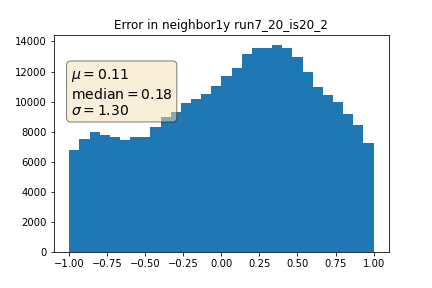 Error in neighbor1y run7_20_is20_2
14000
12000
10000
8000
6000
4000
2000
0
μ = 0.11
median = 0.18
σ = 1.30
−1.00 −0.75 −0.50 −0.25 0.00 0.25 0.50 0.75 1.00